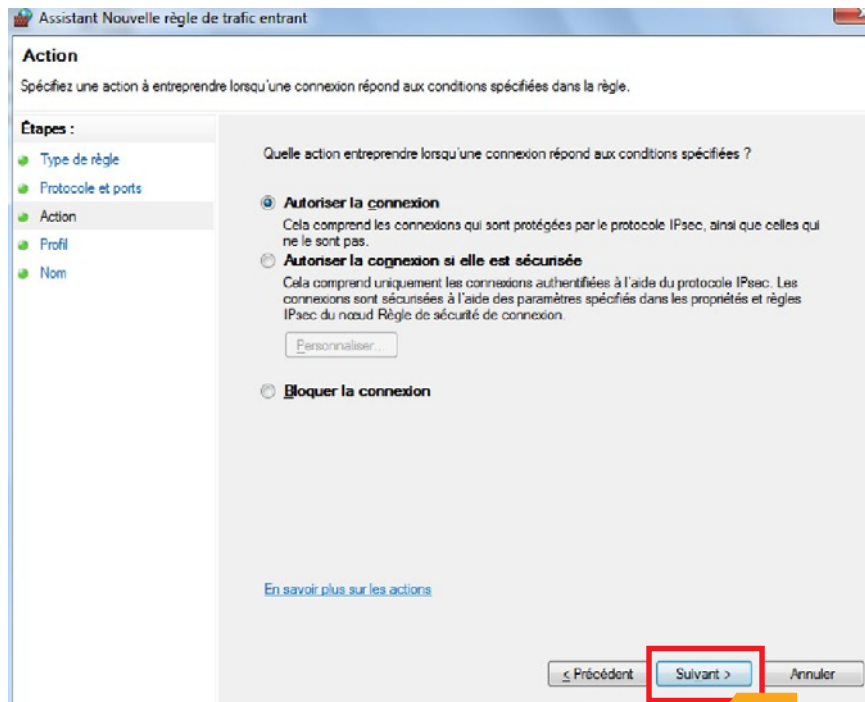 Assistant Nouvelle règle de trafic entrant
Action
Spécifiez une action à entreprendre lorsqu'une connexion répond aux conditions spécifiées dans la règle.
Étapes :
Type de règle
Protocole et ports
Action
Profil
Nom
Quelle action entreprendre lorsqu'une connexion répond aux conditions spécifiées ?
Autoriser la connexion
Cela comprend les connexions qui sont protégées par le protocole IPsec, ainsi que celles qui
ne le sont pas.
Autoriser la connexion si elle est sécurisée
Cela comprend uniquement les connexions authentifiées à l'aide du protocole IPsec. Les
connexions sont sécurisées à l'aide des paramètres spécifiés dans les propriétés et règles
IPsec du nœud Règle de sécurité de connexion.
Personnaliser...
Bloquer la connexion
En savoir plus sur les actions
< Précédent
Suivant >
Annuler